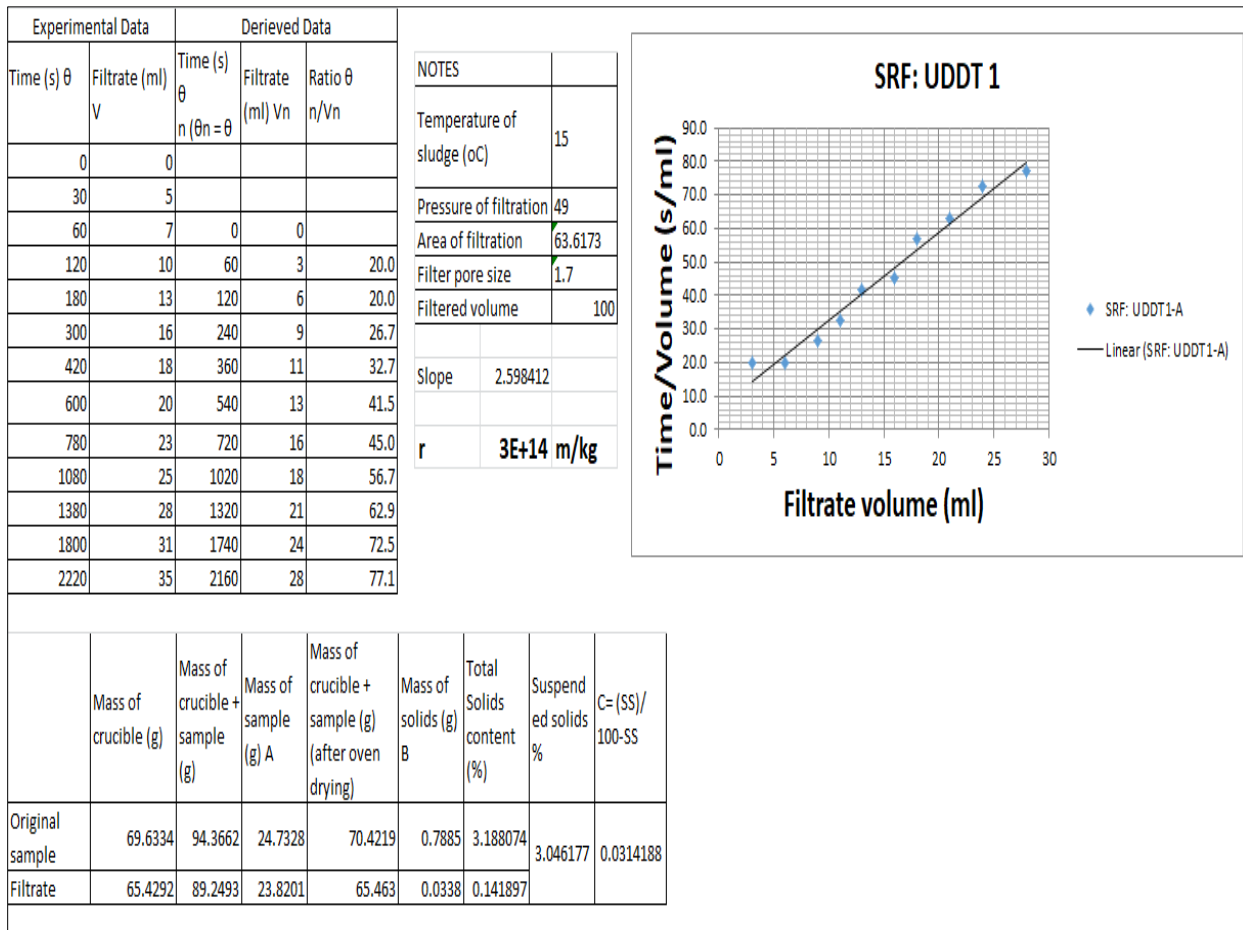 Experimental Data Derieved Data
Time (s) θ Filtrate (ml) V Time (s) θ n (θn = θ Filtrate (ml) Vn Ratio θ n/Vn
0 0
30 5
60 7 0 0
120 10 60 3 20.0
180 13 120 6 20.0
300 16 240 9 26.7
420 18 360 11 32.7
600 20 540 13 41.5
780 23 720 16 45.0
1080 25 1020 18 56.7
1380 28 1320 21 62.9
1800 31 1740 24 72.5
2220 35 2160 28 77.1
NOTES
Temperature of sludge (oC) 15
Pressure of filtration 49
Area of filtration 63.6173
Filter pore size 1.7
Filtered volume 100
Slope 2.598412
r 3E+14 m/kg
SRF: UDDT 1
Time/Volume (s/ml)
90.0
80.0
70.0
60.0
50.0
40.0
30.0
20.0
10.0
0.0
0 5 10 15 20 25 30
Filtrate volume (ml)
SRF: UDDT1-A
Linear (SRF: UDDT1-A)
Mass of crucible (g) Mass of crucible + sample (g) Mass of sample (g) A Mass of crucible + sample (g) (after oven drying) Mass of solids (g) B Total Solids content (%) Suspend ed solids % C= (SS)/ 100-SS
Original sample 69.6334 94.3662 24.7328 70.4219 0.7885 3.188074 3.046177 0.0314188
Filtrate 65.4292 89.2493 23.8201 65.463 0.0338 0.141897